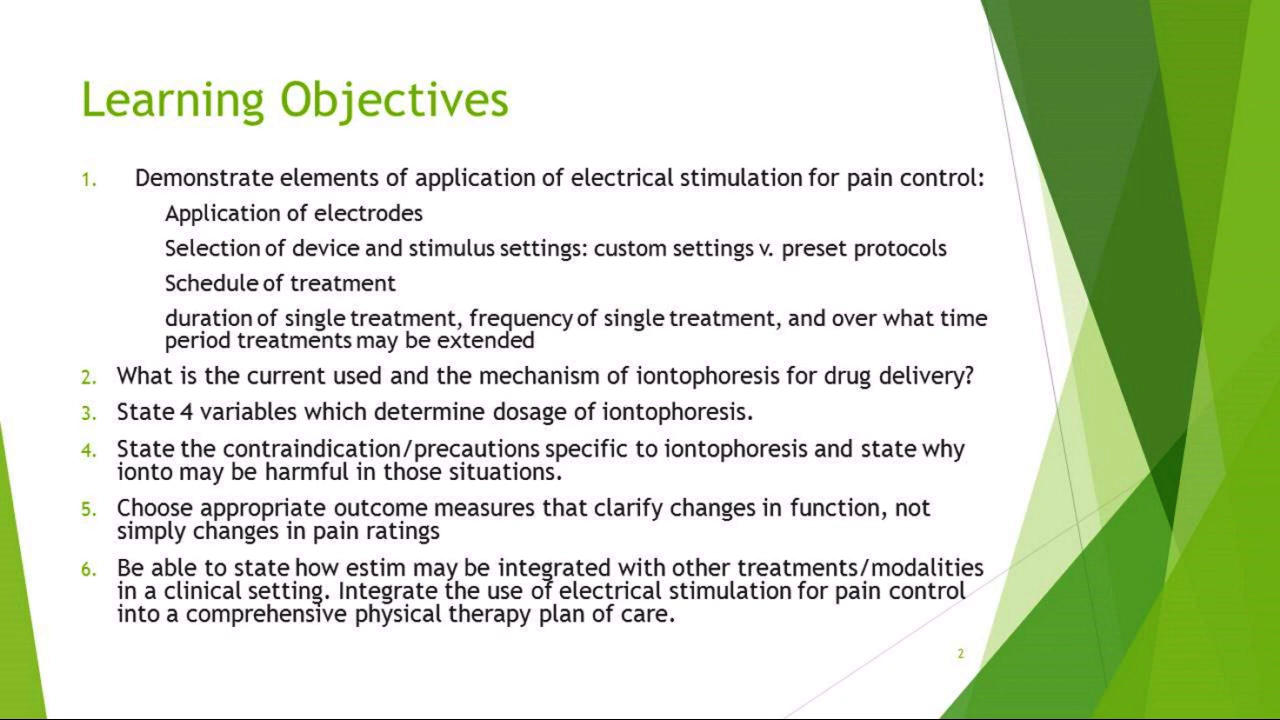 Learning Objectives
1. Demonstrate elements of application of electrical stimulation for pain control:
Application of electrodes
Selection of device and stimulus settings: custom settings v. preset protocols
Schedule of treatment
duration of single treatment, frequency of single treatment, and over what time
period treatments may be extended
2. What is the current used and the mechanism of iontophoresis for drug delivery?
3. State 4 variables which determine dosage of iontophoresis.
4. State the contraindication/precautions specific to iontophoresis and state why
ionto may be harmful in those situations.
5. Choose appropriate outcome measures that clarify changes in function, not
simply changes in pain ratings
6. Be able to state how estim may be integrated with other treatments/modalities
in a clinical setting. Integrate the use of electrical stimulation for pain control
into a comprehensive physical therapy plan of care.
2